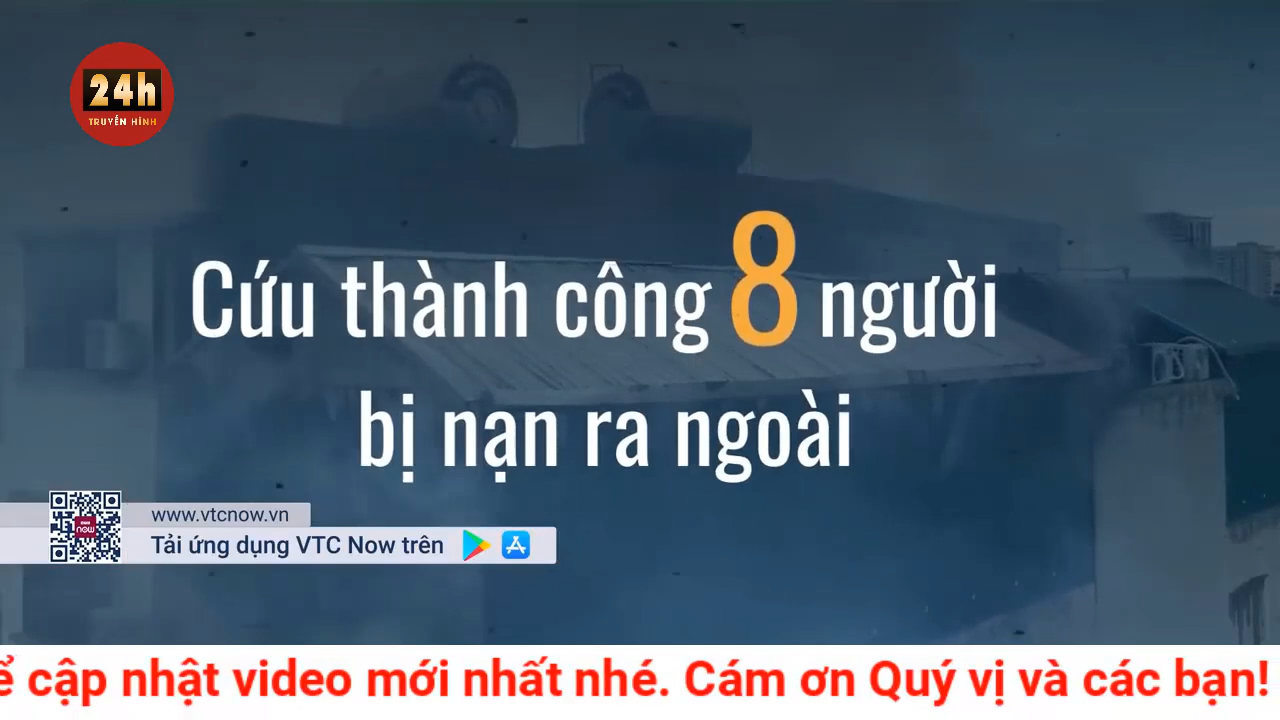 24h
TRUYỀN HÌNH
Cứu thành công 8 người
bị nạn ra ngoài
www.vtcnow.vn
now
Tải ứng dụng VTC Now trên
ể cập nhật video mới nhất nhé. Cám ơn Quý vị và các bạn!